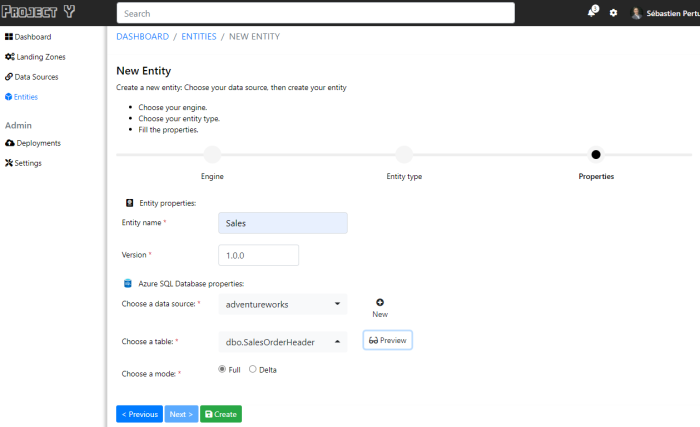 Project Y
Search
5
Sébastien Pertu
Dashboard
Landing Zones
Data Sources
Entities
Admin
Deployments
Settings
DASHBOARD / ENTITIES / NEW ENTITY
New Entity
Create a new entity: Choose your data source, then create your entity
• Choose your engine.
• Choose your entity type.
• Fill the properties.
Engine
Entity type
Properties
Entity properties:
Entity name *
Sales
Version *
1.0.0
Azure SQL Database properties:
Choose a data source: *
adventureworks
New
Choose a table: *
dbo.SalesOrderHeader
Preview
Choose a mode: *
Full
Delta
< Previous
Next >
Create